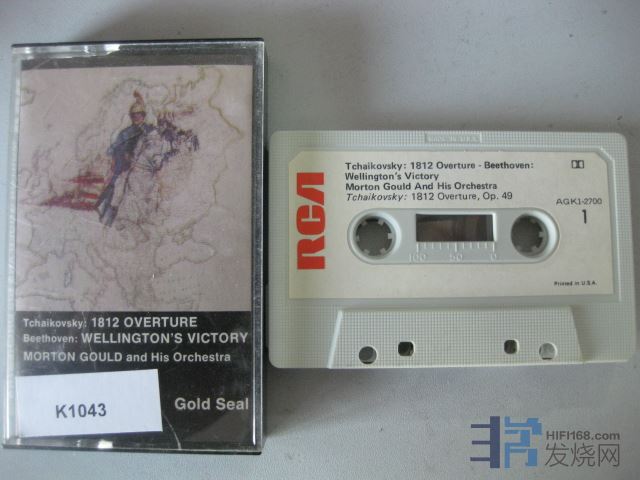 Tchaikovsky: 1812 OVERTURE
Beethoven: WELLINGTON'S VICTORY
MORTON GOULD and His Orchestra
Gold Seal
K1043
RCA
Tchaikovsky: 1812 Overture - Beethoven:
Wellington's Victory
Morton Gould And His Orchestra
Tchaikovsky: 1812 Overture, Op. 49
AGK1-2700
1
100 50 0
Printed in U.S.A.
HIFI168.com
发烧网